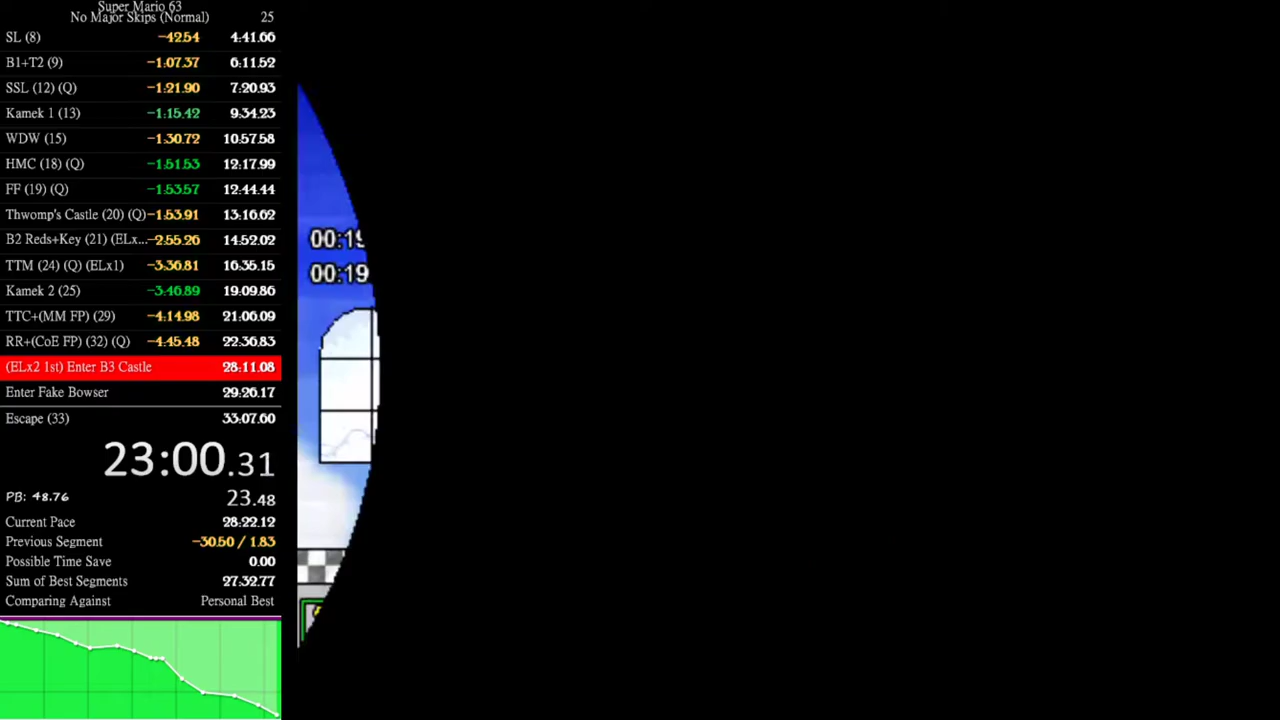 Super Mario 63
No Major Skips (Normal) 25
SL (8) −42.54 4:41.66
B1+T2 (9) −1:07.37 6:11.52
SSL (12) (Q) −1:21.90 7:20.93
Kamek 1 (13) −1:15.42 9:34.23
WDW (15) −1:30.72 10:57.58
HMC (18) (Q) −1:51.53 12:17.99
FF (19) (Q) −1:53.57 12:44.44
Thwomp's Castle (20) (Q) −1:53.91 13:16.62
B2 Reds+Key (21) (ELx... −2:55.26 14:52.02
TTM (24) (Q) (ELx1) −3:36.81 16:35.15
Kamek 2 (25) −3:46.89 19:09.86
TTC+(MM FP) (29) −4:14.98 21:06.09
RR+(CoE FP) (32) (Q) −4:45.48 22:36.83
(ELx2 1st) Enter B3 Castle 28:11.08
Enter Fake Bowser 29:26.17
Escape (33) 33:07.60
23:00.31
PB: 48.76 23.48
Current Pace 28:22.12
Previous Segment −30.50 / 1.83
Possible Time Save 0.00
Sum of Best Segments 27:32.77
Comparing Against Personal Best
00:19
00:19